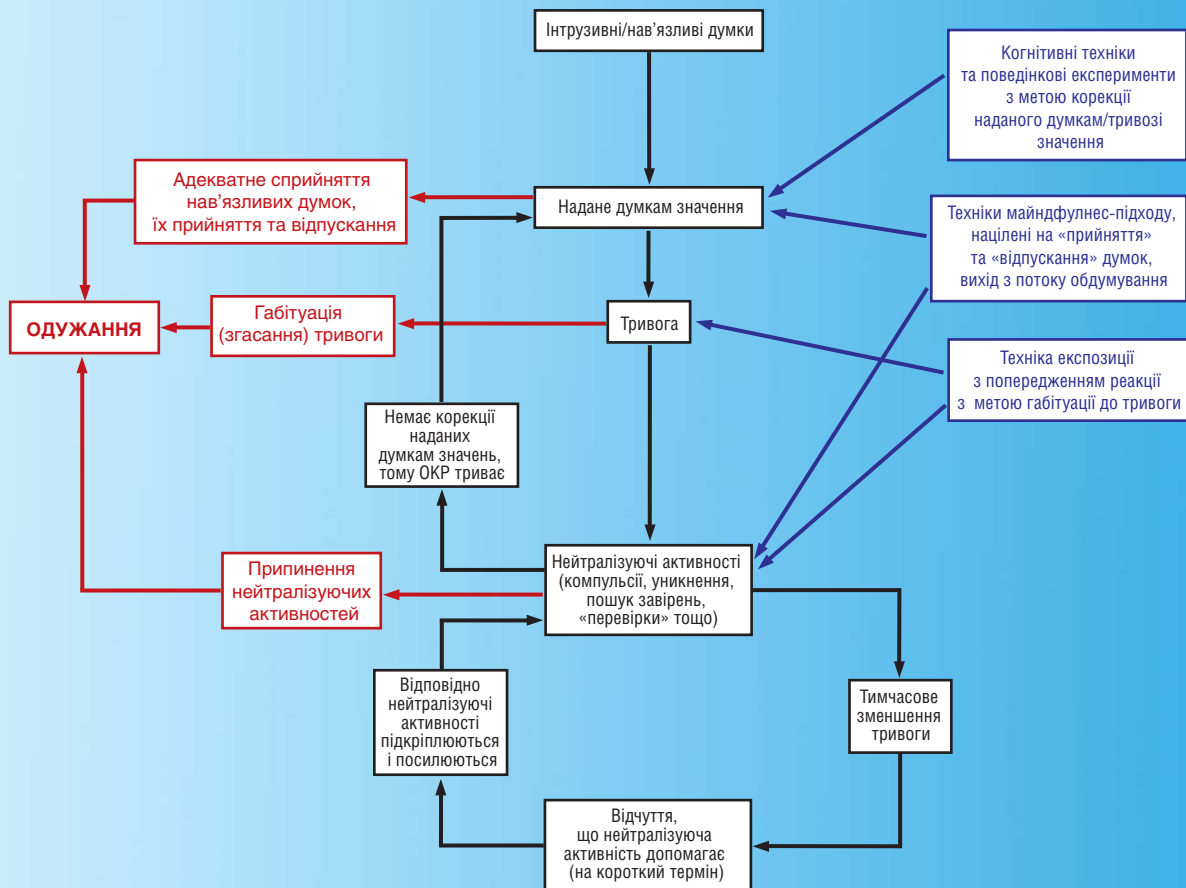 Інтрузивні/нав'язливі думки
Когнітивні техніки
та поведінкові експерименти
з метою корекції
наданого думкам/тривозі
значення
Адекватне сприйняття
нав'язливих думок,
їх прийняття та відпускання
Надане думкам значення
Техніки майндфулнес-підходу,
націлені на «прийняття»
та «відпускання» думок,
вихід з потоку обдумування
ОДУЖАННЯ
Габітуація
(згасання) тривоги
Тривога
Техніка експозиції
з попередженням реакції
з метою габітуації до тривоги
Немає корекції
наданих
думкам значень,
тому ОКР триває
Припинення
нейтралізуючих
активностей
Нейтралізуючі активності
(компульсії, уникнення,
пошук завірень,
«перевірки» тощо)
Відповідно
нейтралізуючі
активності
підкріплюються
і посилюються
Тимчасове
зменшення
тривоги
Відчуття,
що нейтралізуюча
активність допомагає
(на короткий термін)